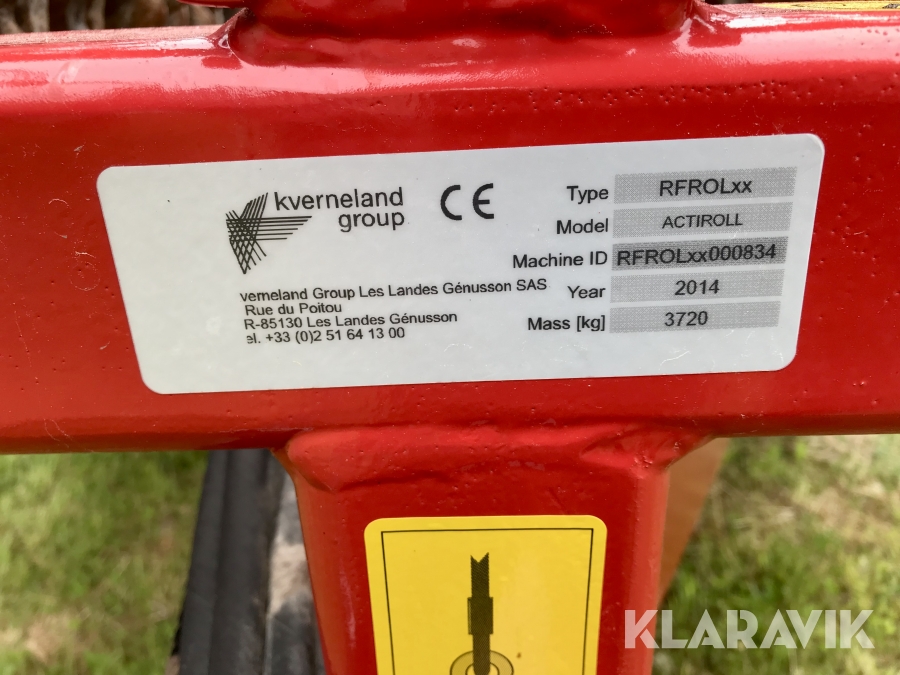 kverneland
group
CE
Type RFROLxx
Model ACTIROLL
Machine ID RFROLxx000834
Year 2014
Mass [kg] 3720
verneland Group Les Landes Génusson SAS
Rue du Poitou
R-85130 Les Landes Génusson
el. +33 (0)2 51 64 13 00
KLARAVIK